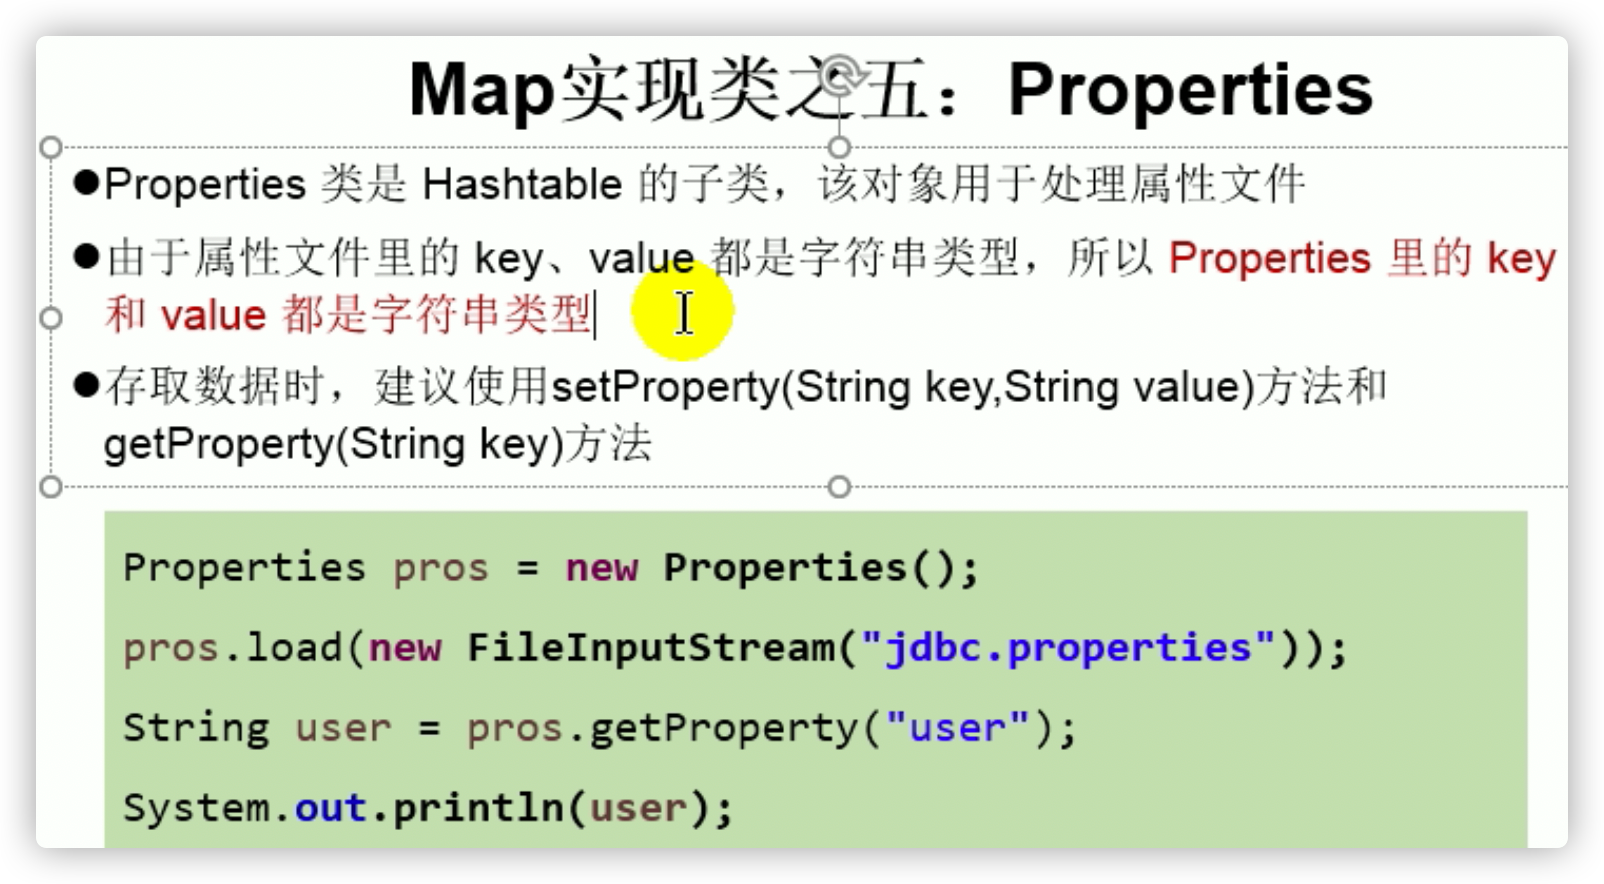 Map实现类之五：Properties
●Properties 类是 Hashtable 的子类，该对象用于处理属性文件
●由于属性文件里的 key、value 都是字符串类型，所以 Properties 里的 key
和 value 都是字符串类型
●存取数据时，建议使用setProperty(String key,String value)方法和
getProperty(String key)方法
Properties pros = new Properties();
pros.load(new FileInputStream("jdbc.properties"));
String user = pros.getProperty("user");
System.out.println(user);